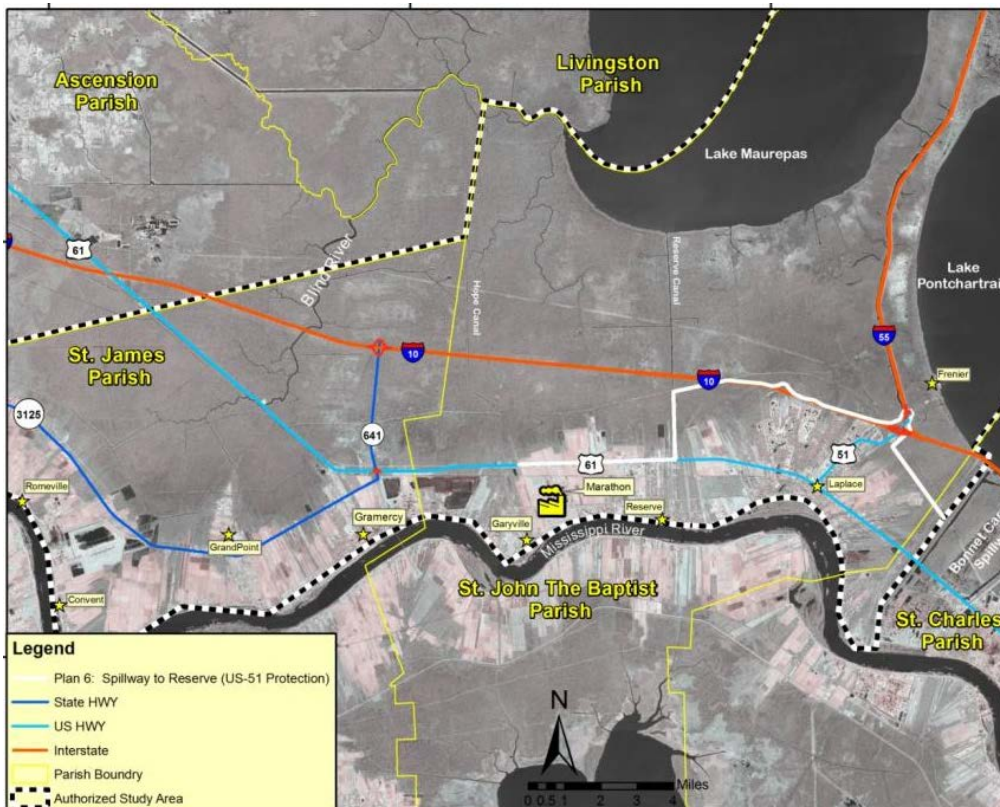 Ascension
Parish
Livingston
Parish
Lake Maurepas
61
Blind River
Hope Canal
Reserve Canal
Lake
Pontchartrai
St. James
Parish
10
10
55
Frenier
3125
641
61
51
Romeville
Marathon
Laplace
Gramercy
Garyville
Reserve
GrandPoint
Mississippi River
Bonnet Ca
Spillw
Convent
St. John The Baptist
Parish
St. Charles
Parish
Legend
Plan 6: Spillway to Reserve (US-51 Protection)
State HWY
US HWY
Interstate
Parish Boundry
Authorized Study Area
N
Miles
0 0.5 1 2 3 4